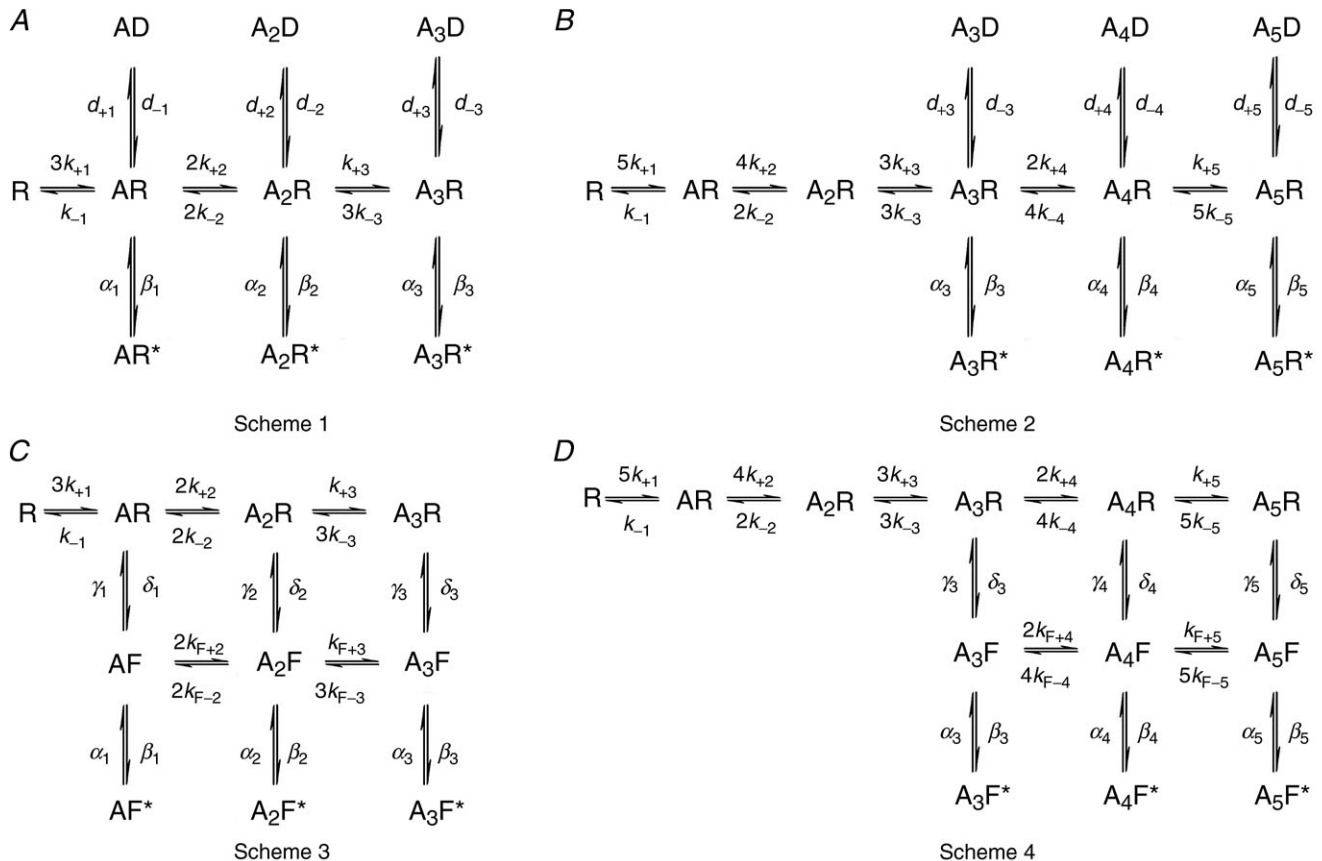 A
B
AD A₂D A₃D
A₃D A₄D A₅D
d₊₁ d₋₁ d₊₂ d₋₂ d₊₃ d₋₃
d₊₃ d₋₃ d₊₄ d₋₄ d₊₅ d₋₅
3k₊₁ 2k₊₂ k₊₃
5k₊₁ 4k₊₂ 3k₊₃ 2k₊₄ k₊₅
R AR A₂R A₃R
R AR A₂R A₃R A₄R A₅R
k₋₁ 2k₋₂ 3k₋₃
k₋₁ 2k₋₂ 3k₋₃ 4k₋₄ 5k₋₅
α₁ β₁ α₂ β₂ α₃ β₃
α₃ β₃ α₄ β₄ α₅ β₅
AR* A₂R* A₃R*
A₃R* A₄R* A₅R*
Scheme 1
Scheme 2
C
D
3k₊₁ 2k₊₂ k₊₃
5k₊₁ 4k₊₂ 3k₊₃ 2k₊₄ k₊₅
R AR A₂R A₃R
R AR A₂R A₃R A₄R A₅R
k₋₁ 2k₋₂ 3k₋₃
k₋₁ 2k₋₂ 3k₋₃ 4k₋₄ 5k₋₅
γ₁ δ₁ γ₂ δ₂ γ₃ δ₃
γ₃ δ₃ γ₄ δ₄ γ₅ δ₅
2k_F+2 k_F+3
2k_F+4 k_F+5
AF A₂F A₃F
A₃F A₄F A₅F
2k_F−2 3k_F−3
4k_F−4 5k_F−5
α₁ β₁ α₂ β₂ α₃ β₃
α₃ β₃ α₄ β₄ α₅ β₅
AF* A₂F* A₃F*
A₃F* A₄F* A₅F*
Scheme 3
Scheme 4